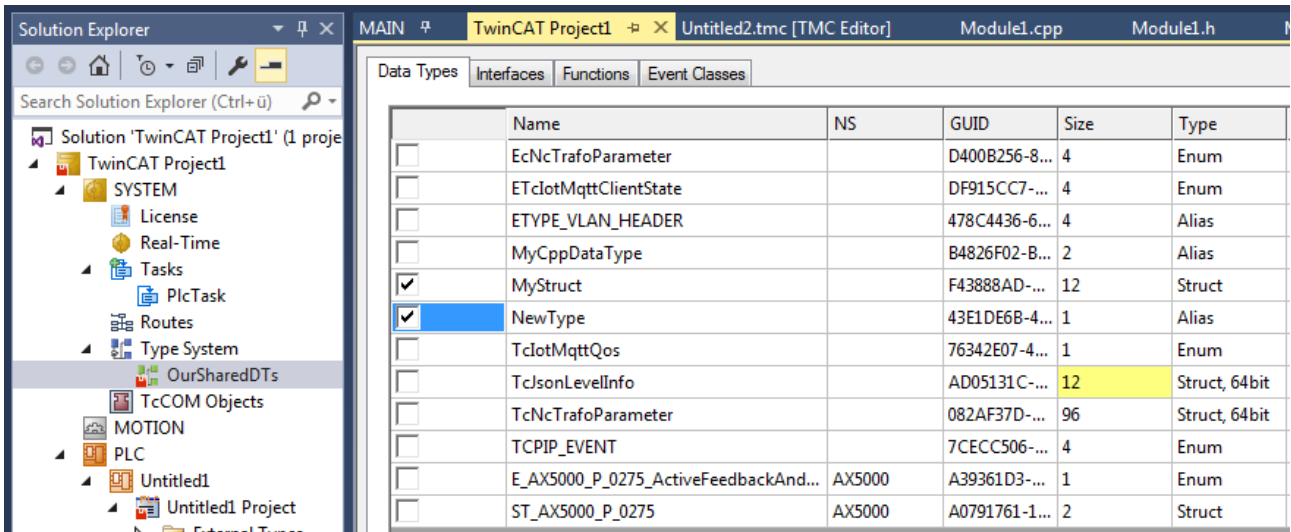 Solution Explorer
MAIN TwinCAT Project1 Untitled2.tmc [TMC Editor] Module1.cpp Module1.h
Search Solution Explorer (Ctrl+ü)
Solution 'TwinCAT Project1' (1 proje
TwinCAT Project1
SYSTEM
License
Real-Time
Tasks
PlcTask
Routes
Type System
OurSharedDTs
TcCOM Objects
MOTION
PLC
Untitled1
Untitled1 Project
External Types
Data Types Interfaces Functions Event Classes
Name NS GUID Size Type
EcNcTrafoParameter D400B256-8... 4 Enum
ETcIotMqttClientState DF915CC7-... 4 Enum
ETYPE_VLAN_HEADER 478C4436-6... 4 Alias
MyCppDataType B4826F02-B... 2 Alias
MyStruct F43888AD-... 12 Struct
NewType 43E1DE6B-4... 1 Alias
TcIotMqttQos 76342E07-4... 1 Enum
TcJsonLevelInfo AD05131C-... 12 Struct, 64bit
TcNcTrafoParameter 082AF37D-... 96 Struct, 64bit
TCPIP_EVENT 7CECC506-... 4 Enum
E_AX5000_P_0275_ActiveFeedbackAnd... AX5000 A39361D3-... 1 Enum
ST_AX5000_P_0275 AX5000 A0791761-1... 2 Struct